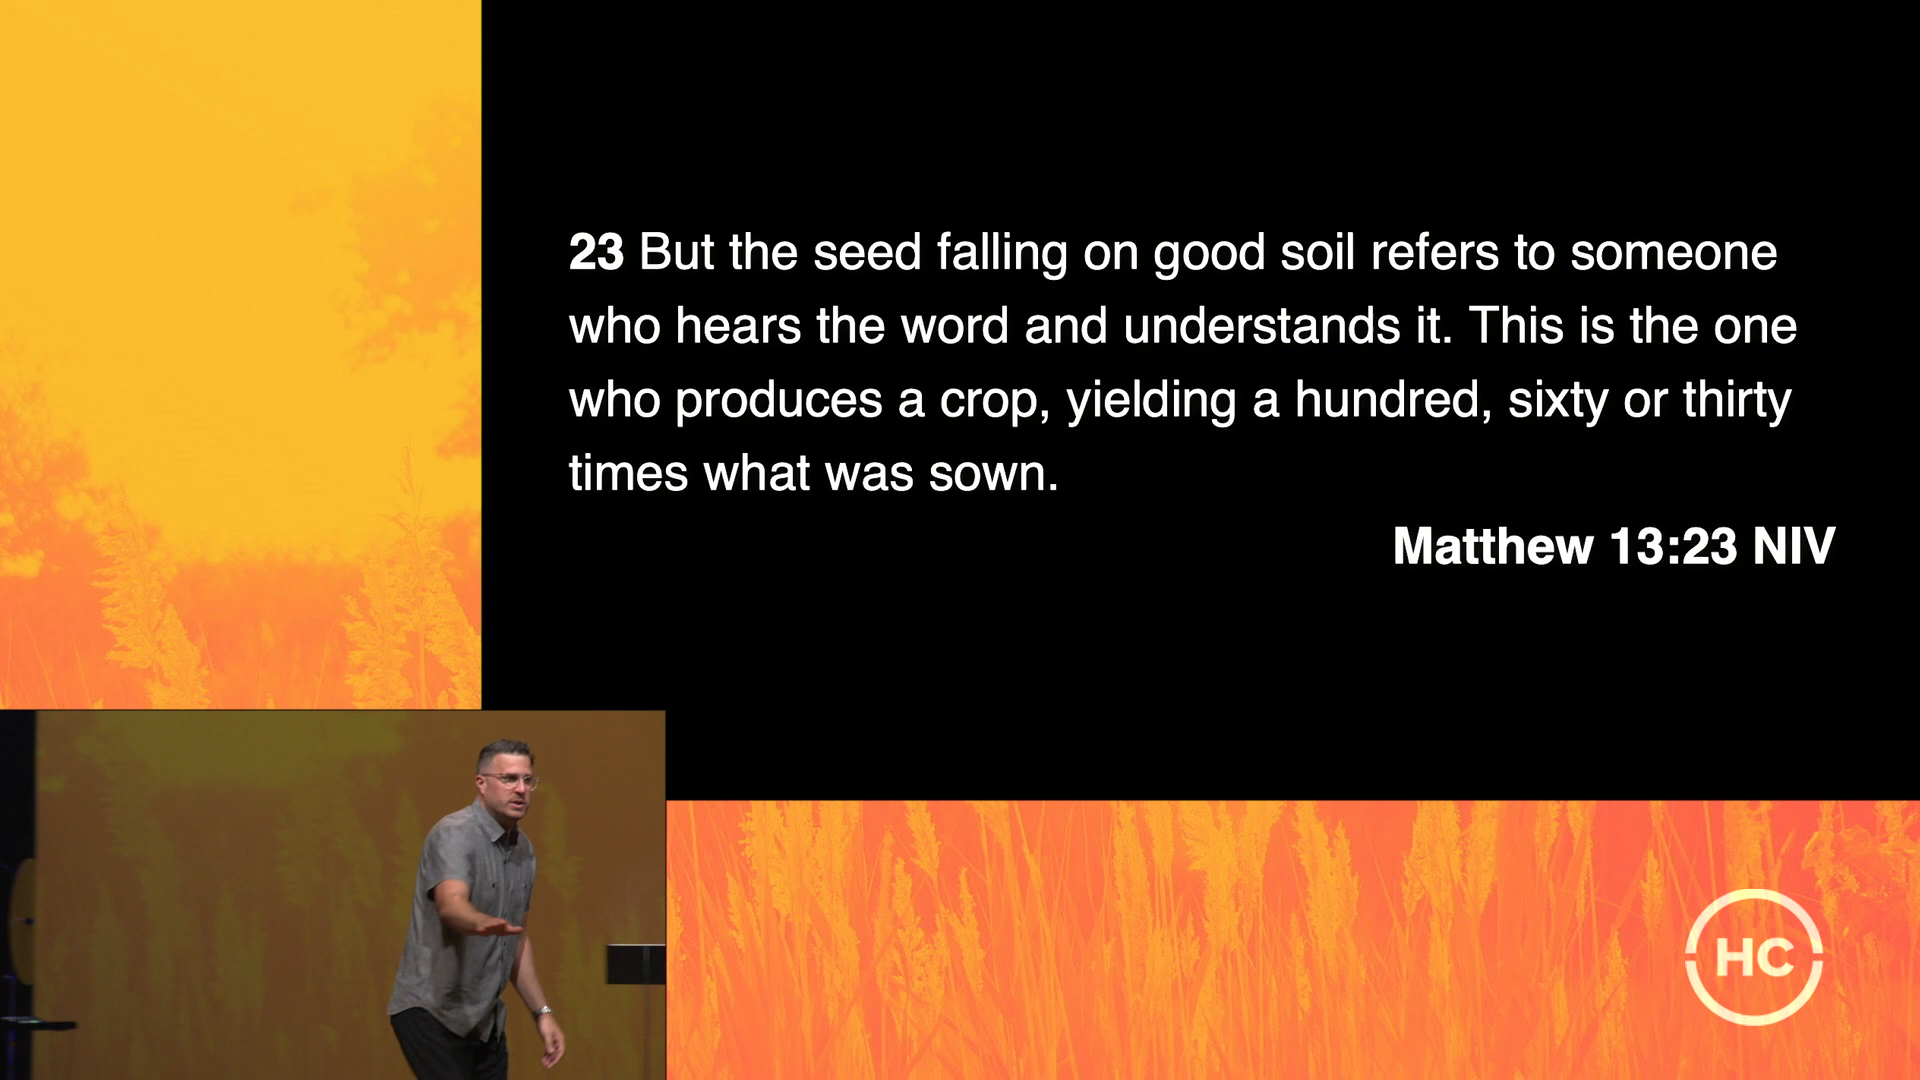 23 But the seed falling on good soil refers to someone
who hears the word and understands it. This is the one
who produces a crop, yielding a hundred, sixty or thirty
times what was sown.
Matthew 13:23 NIV
HC